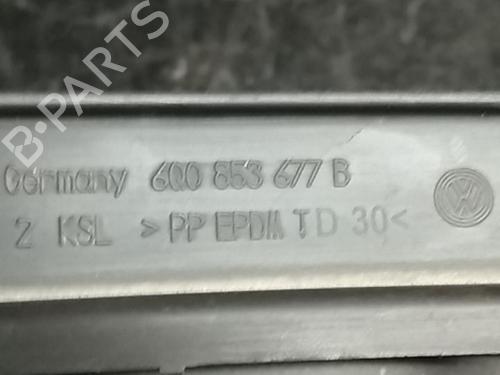 B-PARTS
Germany 6Q0 853 677 B
2 KSL >PP EPDM TD 30<